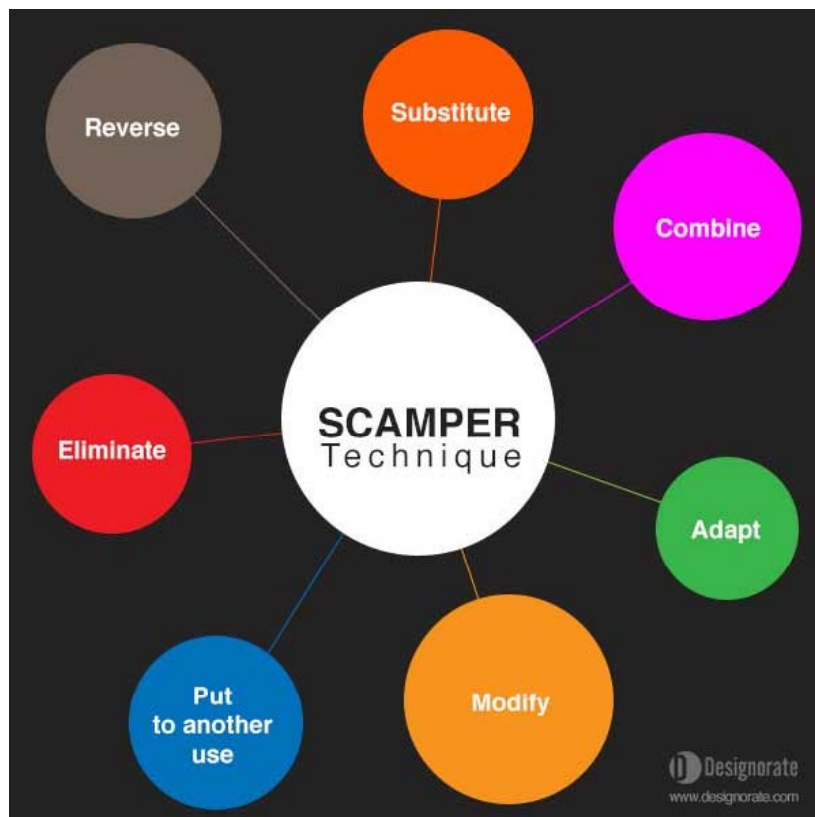 Reverse
Substitute
Combine
SCAMPER
Technique
Eliminate
Adapt
Put
to another
use
Modify
Designorate
www.designorate.com